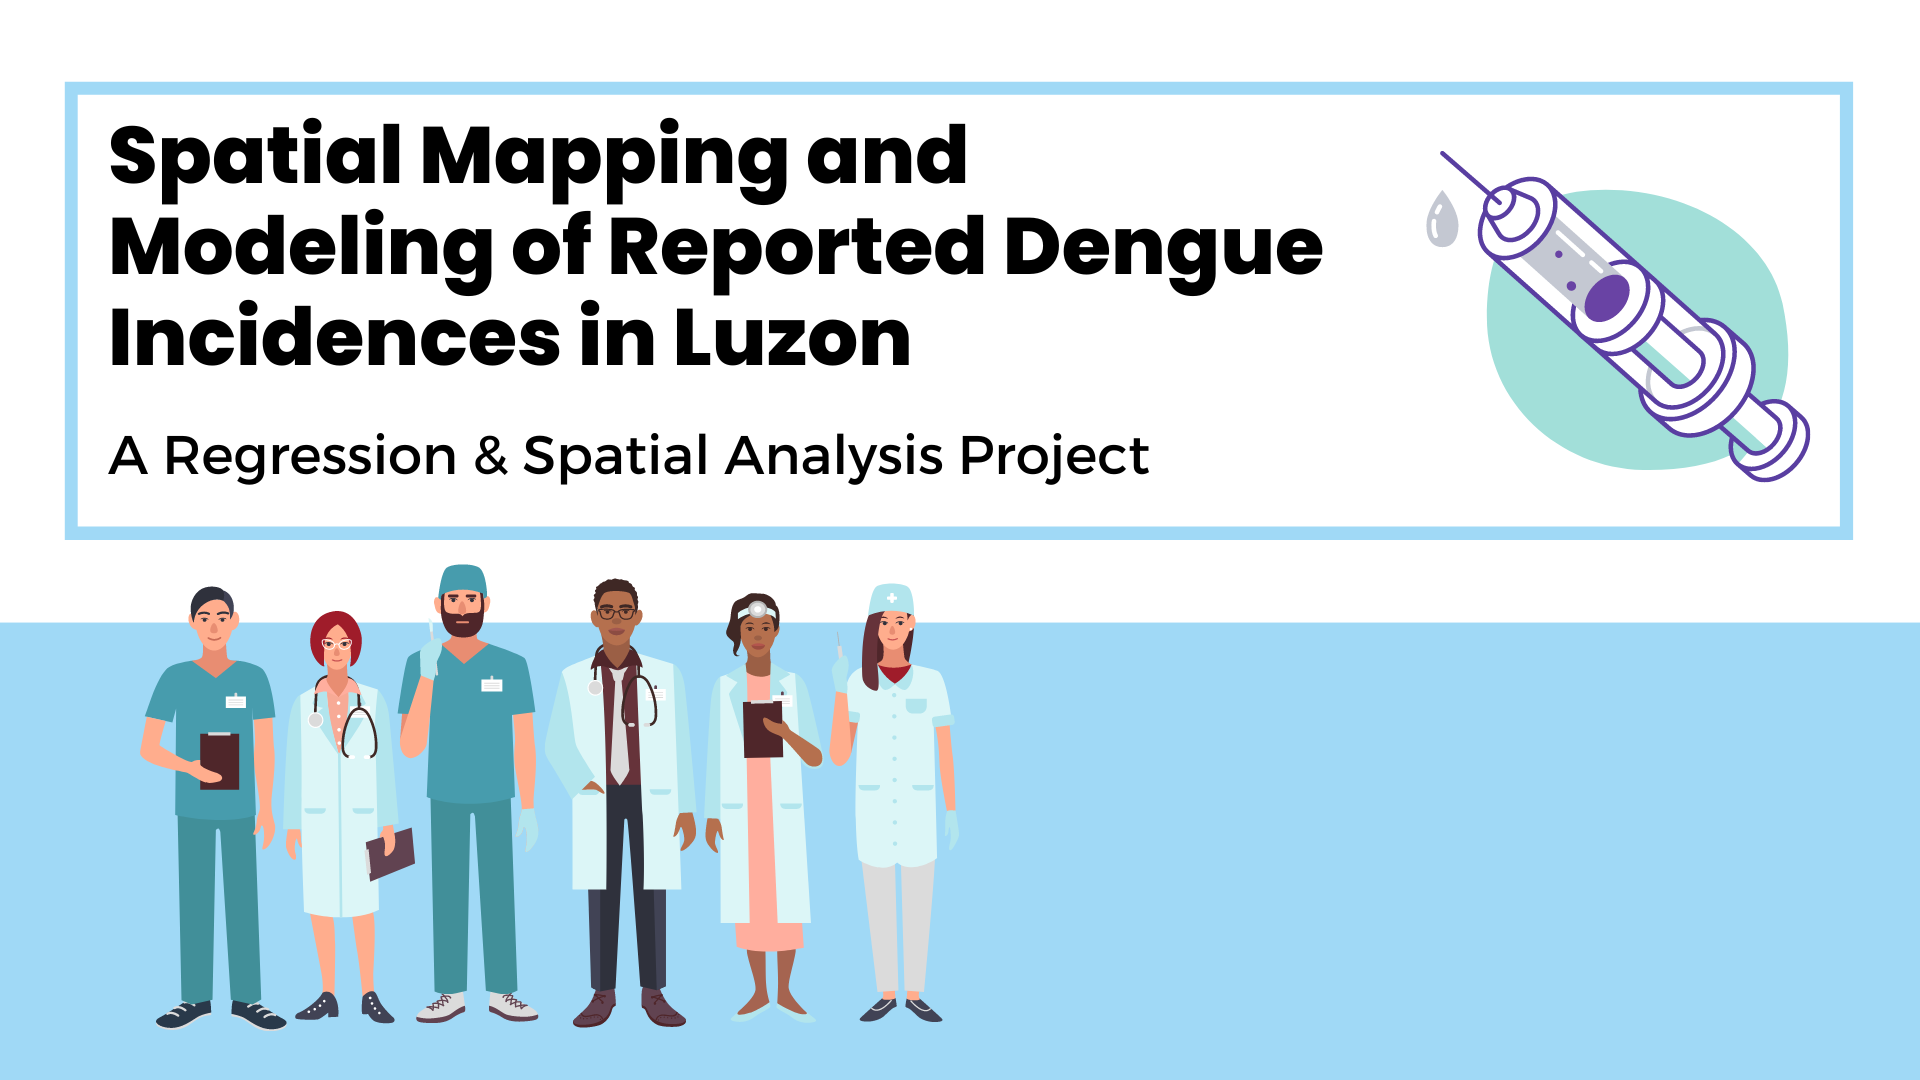 Spatial Mapping and
Modeling of Reported Dengue
Incidences in Luzon
A Regression & Spatial Analysis Project